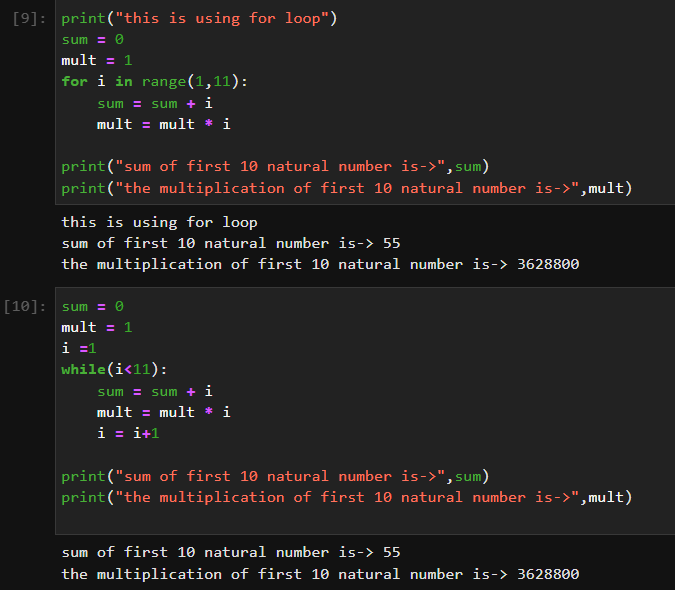 [9]: print("this is using for loop")
sum = 0
mult = 1
for i in range(1,11):
    sum = sum + i
    mult = mult * i
print("sum of first 10 natural number is->",sum)
print("the multiplication of first 10 natural number is->",mult)
this is using for loop
sum of first 10 natural number is-> 55
the multiplication of first 10 natural number is-> 3628800
[10]: sum = 0
mult = 1
i =1
while(i<11):
    sum = sum + i
    mult = mult * i
    i = i+1
print("sum of first 10 natural number is->",sum)
print("the multiplication of first 10 natural number is->",mult)
sum of first 10 natural number is-> 55
the multiplication of first 10 natural number is-> 3628800